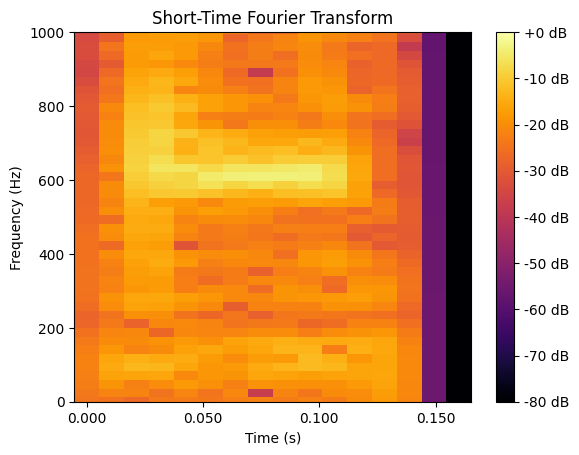 Short-Time Fourier Transform
Frequency (Hz)
1000
800
600
400
200
0
0.000
0.050
0.100
0.150
Time (s)
+0 dB
-10 dB
-20 dB
-30 dB
-40 dB
-50 dB
-60 dB
-70 dB
-80 dB